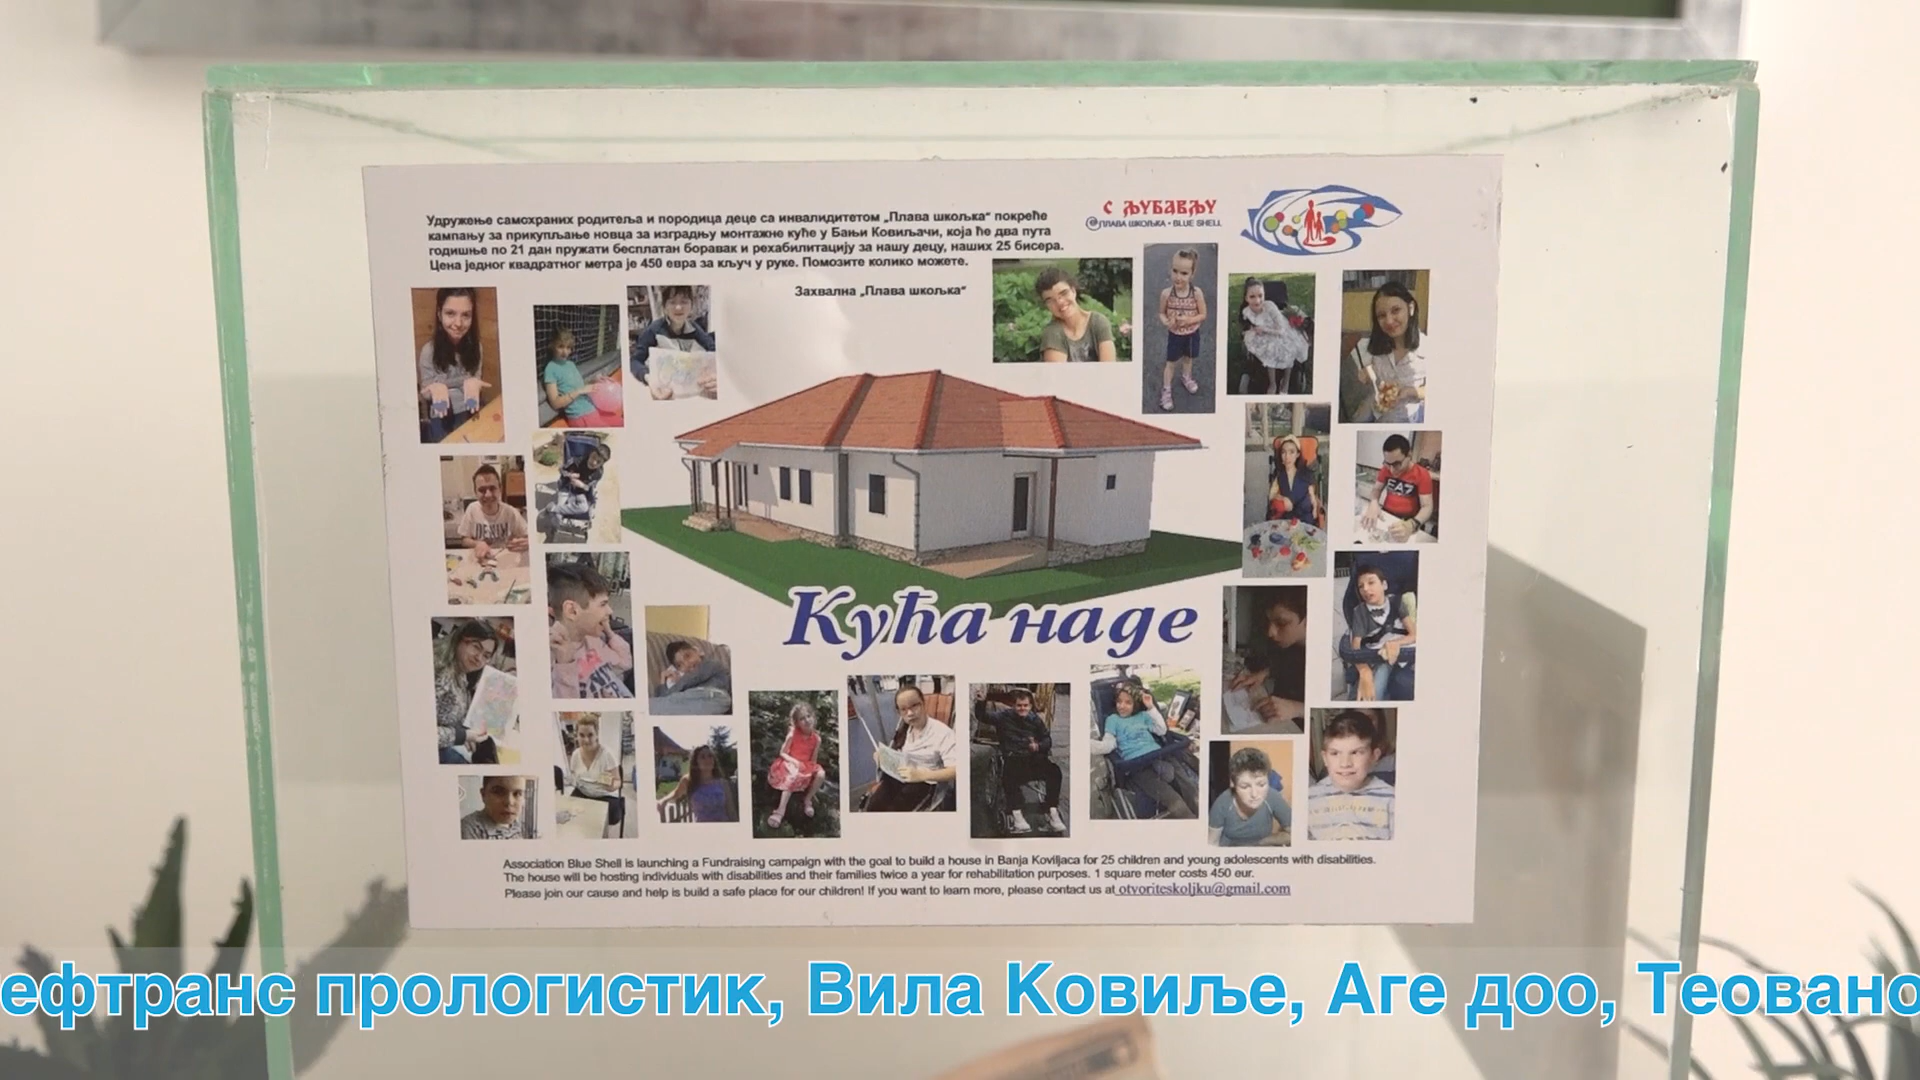 Удружење самохраних родитеља и породица деце са инвалидитетом „Плава шкољка“ покреће
кампању за прикупљање новца за изградњу монтажне куће у Бањи Ковиљачи, која ће два пута
годишње по 21 дан пружати бесплатан боравак и рехабилитацију за нашу децу, наших 25 бисера.
Цена једног квадратног метра је 450 евра за кључ у руке. Помозите колико можете.
Захвална „Плава шкољка“
С ЉУБАВЉУ
@ПЛАВА ШКОЉКА • BLUE SHELL
Кућа наде
Association Blue Shell is launching a Fundraising campaign with the goal to build a house in Banja Koviljaca for 25 children and young adolescents with disabilities.
The house will be hosting individuals with disabilities and their families twice a year for rehabilitation purposes. 1 square meter costs 450 eur.
Please join our cause and help is build a safe place for our children! If you want to learn more, please contact us at otvoriteskoljku@gmail.com
ефтранс прологистик, Вила Ковиље, Аге доо, Теовано